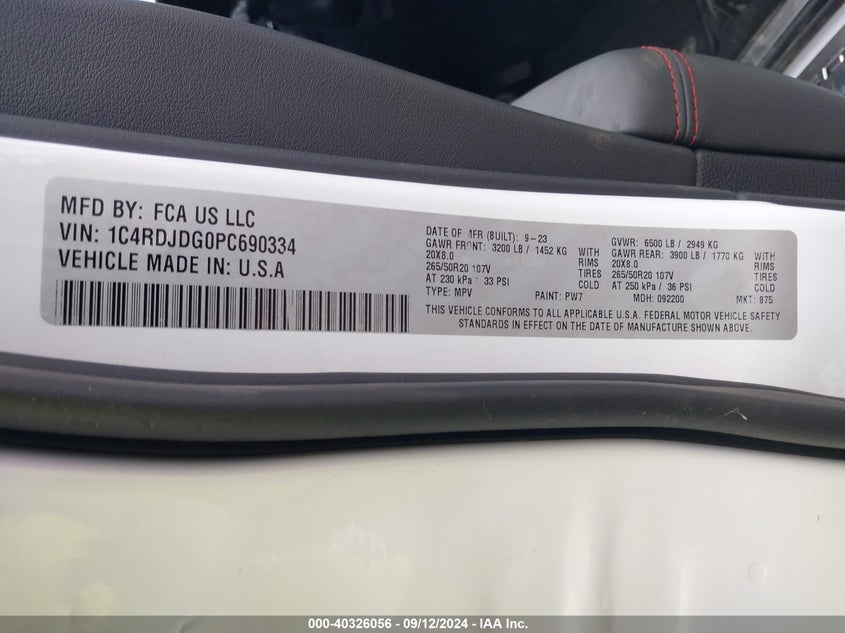 MFD BY: FCA US LLC
VIN: 1C4RDJDG0PC690334
VEHICLE MADE IN: U.S.A
DATE OF MFR (BUILT): 9-23 GVWR: 6500 LB / 2949 KG
GAWR FRONT: 3200 LB / 1452 KG WITH GAWR REAR: 3900 LB / 1770 KG WITH
20X8.0 RIMS 20X8.0 RIMS
265/50R20 107V TIRES 265/50R20 107V TIRES
AT 230 kPa / 33 PSI COLD AT 250 kPa / 36 PSI COLD
TYPE: MPV PAINT: PW7 MDH: 092200 MKT: 875
THIS VEHICLE CONFORMS TO ALL APPLICABLE U.S.A. FEDERAL MOTOR VEHICLE SAFETY
STANDARDS IN EFFECT ON THE DATE OF MANUFACTURE SHOWN ABOVE.
000-40326056 - 09/12/2024 - IAA Inc.